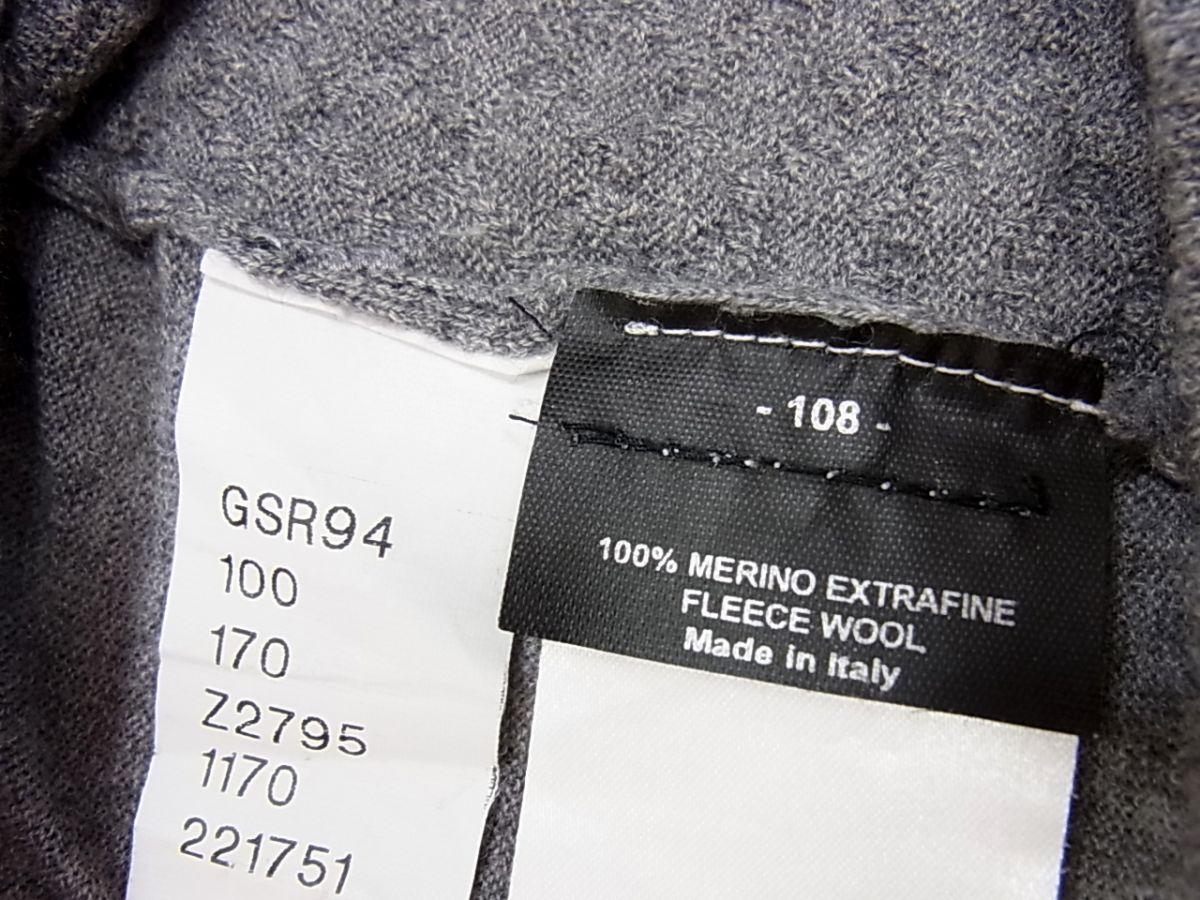 GSR94
100
170
Z2795
1170
221751
- 108 -
100% MERINO EXTRAFINE
FLEECE WOOL
Made in Italy